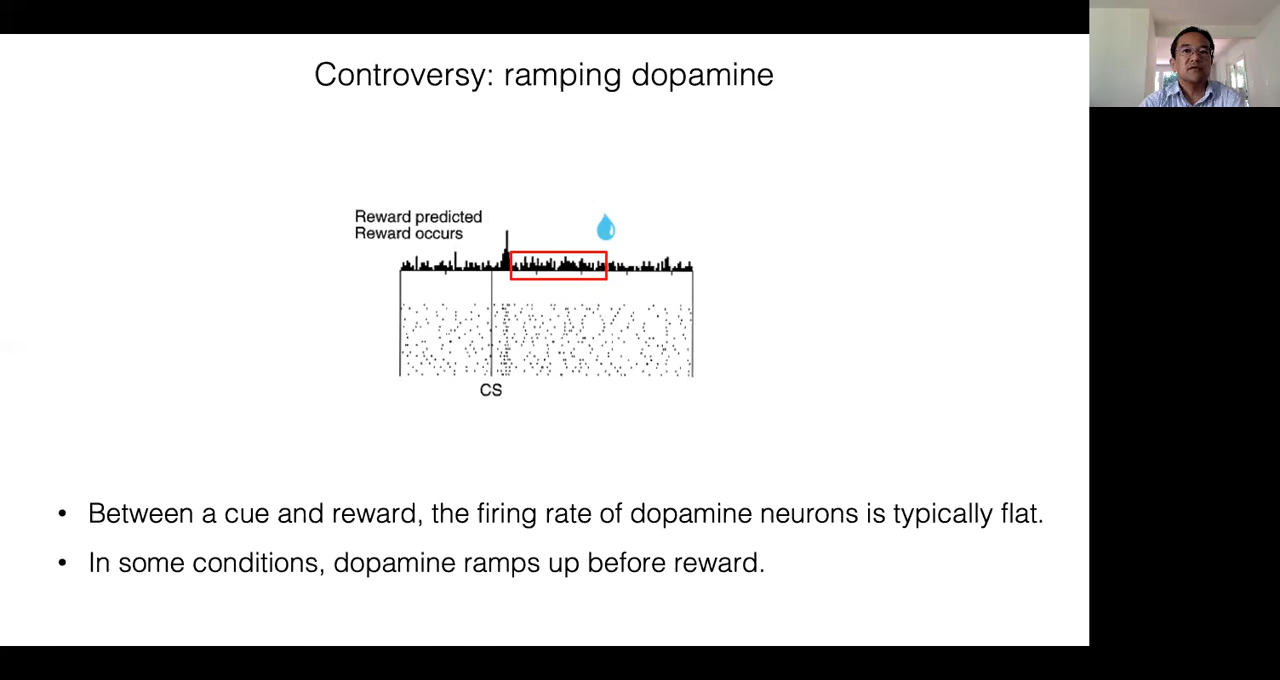 Controversy: ramping dopamine
Reward predicted
Reward occurs
CS
• Between a cue and reward, the firing rate of dopamine neurons is typically flat.
• In some conditions, dopamine ramps up before reward.